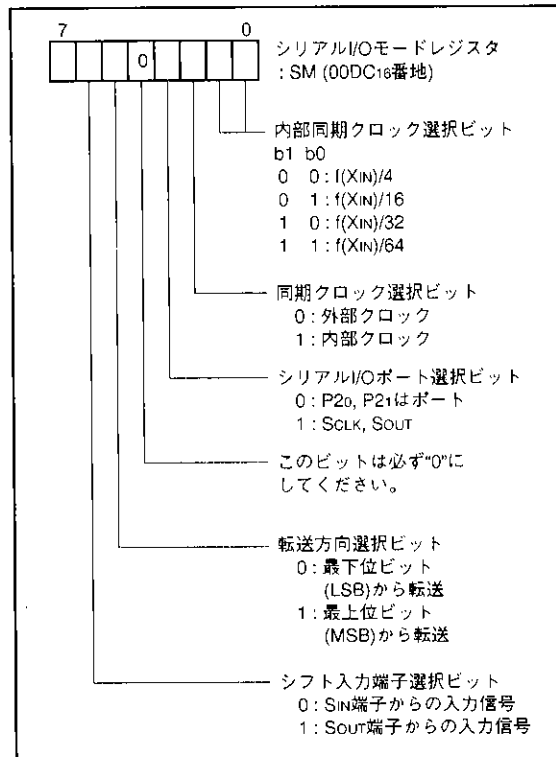 7 0
0
シリアルI/Oモードレジスタ
: SM (00DC16番地)
内部同期クロック選択ビット
b1 b0
0 0 : f(XIN)/4
0 1 : f(XIN)/16
1 0 : f(XIN)/32
1 1 : f(XIN)/64
同期クロック選択ビット
0 : 外部クロック
1 : 内部クロック
シリアルI/Oポート選択ビット
0 : P20, P21はポート
1 : SCLK, SOUT
このビットは必ず“0”に
してください。
転送方向選択ビット
0 : 最下位ビット
(LSB)から転送
1 : 最上位ビット
(MSB)から転送
シフト入力端子選択ビット
0 : SIN端子からの入力信号
1 : SOUT端子からの入力信号